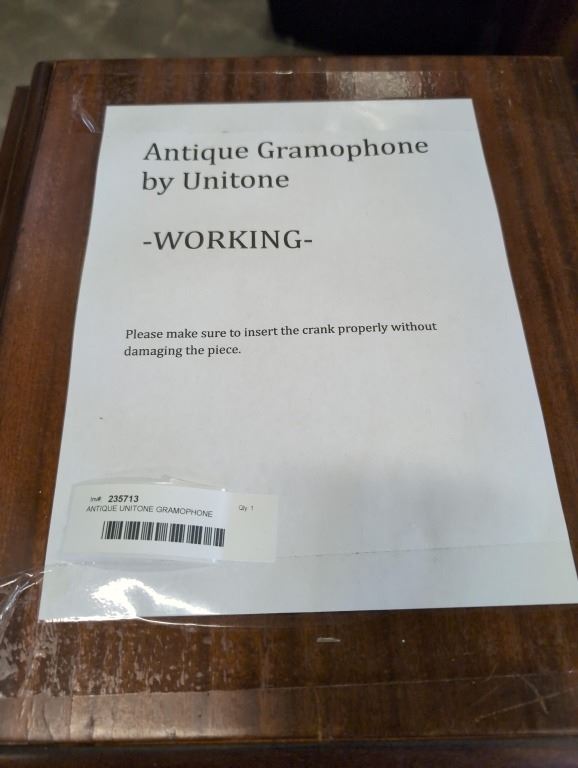 Antique Gramophone
by Unitone
-WORKING-
Please make sure to insert the crank properly without
damaging the piece.
Inv#: 235713
ANTIQUE UNITONE GRAMOPHONE Qty. 1